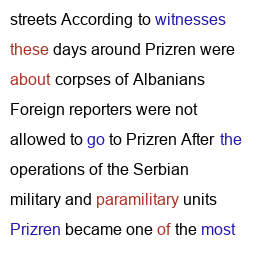 streets According to witnesses
these days around Prizren were
about corpses of Albanians
Foreign reporters were not
allowed to go to Prizren After the
operations of the Serbian
military and paramilitary units
Prizren became one of the most